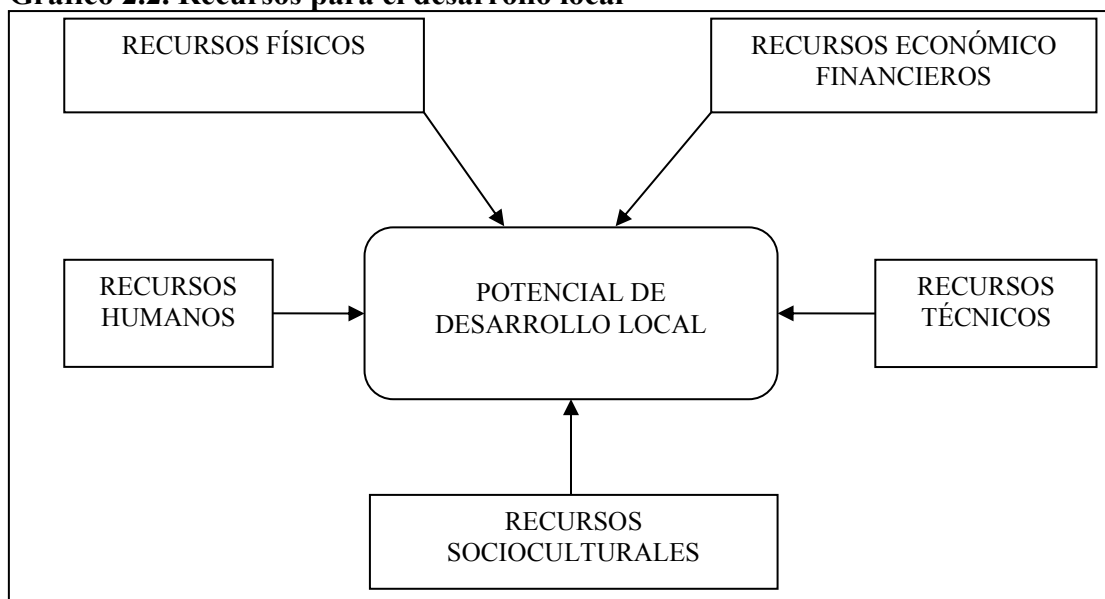 Gráfico 2.2. Recursos para el desarrollo local
RECURSOS FÍSICOS
RECURSOS ECONÓMICO
FINANCIEROS
RECURSOS
HUMANOS
POTENCIAL DE
DESARROLLO LOCAL
RECURSOS
TÉCNICOS
RECURSOS
SOCIOCULTURALES